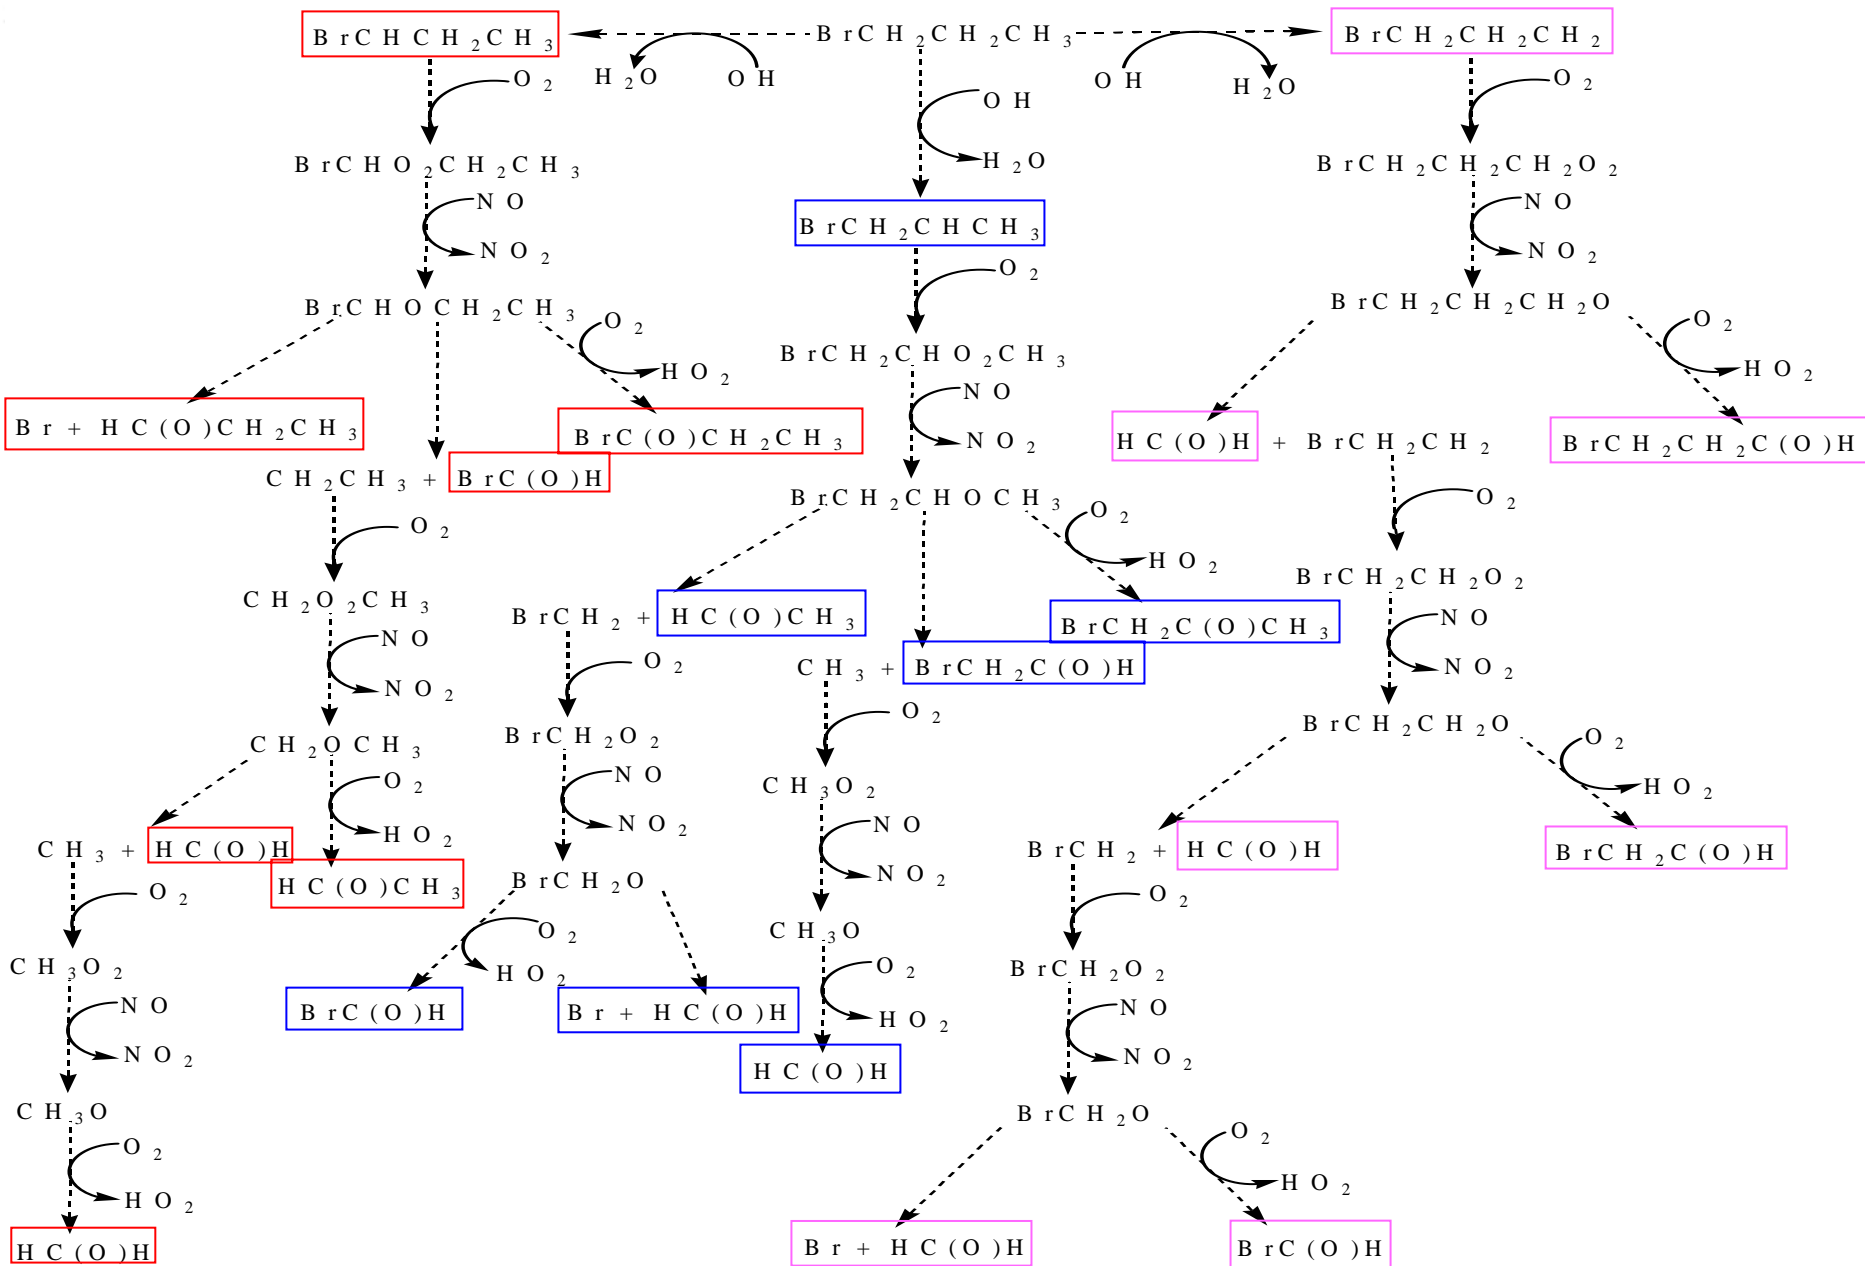 BrCHCH₂CH₃ BrCH₂CH₂CH₃ BrCH₂CH₂CH₂
H₂O OH OH H₂O
O₂ OH O₂
H₂O
BrCHO₂CH₂CH₃ BrCH₂CH₂CH₂O₂
NO NO
BrCH₂CHCH₃
NO₂ NO₂
O₂
BrCHOCH₂CH₃ BrCH₂CH₂CH₂O
O₂ O₂
BrCH₂CHO₂CH₃
HO₂ HO₂
NO
Br + HC(O)CH₂CH₃ BrC(O)CH₂CH₃ NO₂ HC(O)H + BrCH₂CH₂ BrCH₂CH₂C(O)H
CH₂CH₃ + BrC(O)H
BrCH₂CHOCH₃ O₂
O₂ O₂
HO₂
CH₂O₂CH₃ BrCH₂CH₂O₂
BrCH₂ + HC(O)CH₃ BrCH₂C(O)CH₃ NO
NO
O₂ CH₃ + BrCH₂C(O)H NO₂
NO₂
O₂
BrCH₂O₂ BrCH₂CH₂O
CH₂OCH₃ O₂
O₂ NO CH₃O₂ HO₂
HO₂ NO₂ NO
CH₃ + HC(O)H BrCH₂ + HC(O)H BrCH₂C(O)H
HC(O)CH₃ BrCH₂O NO₂
O₂ O₂
O₂ CH₃O
CH₃O₂ HO₂ O₂ BrCH₂O₂
NO BrC(O)H Br + HC(O)H HO₂ NO
NO₂ HC(O)H NO₂
CH₃O BrCH₂O
O₂ O₂
HO₂ HO₂
HC(O)H Br + HC(O)H BrC(O)H